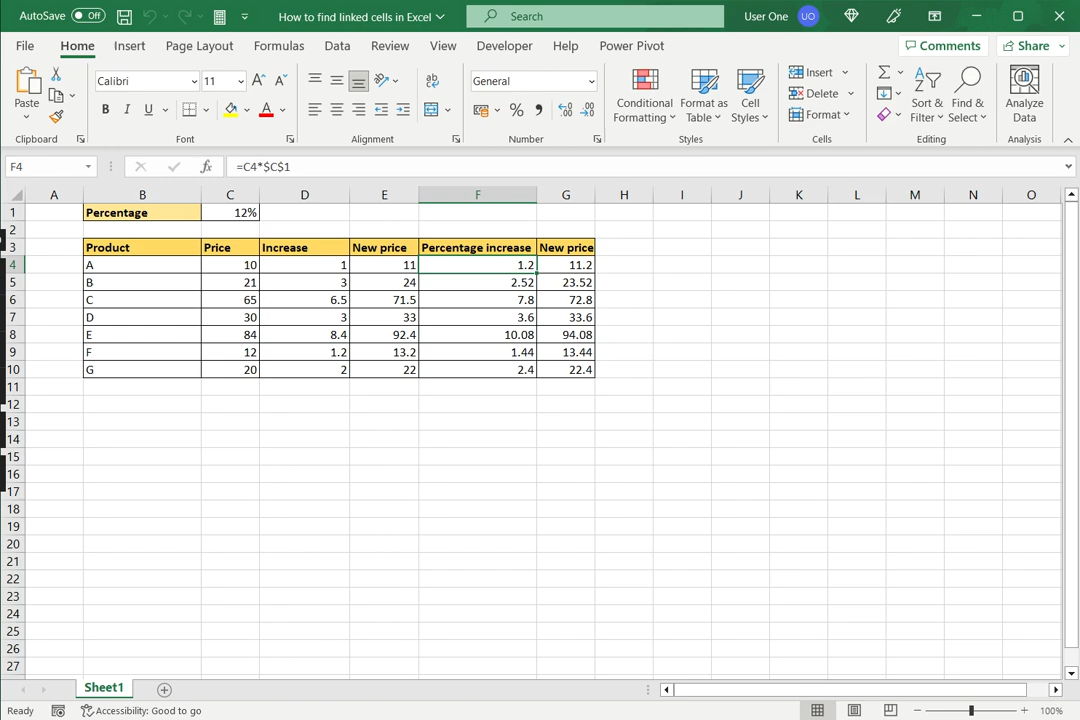 AutoSave Off How to find linked cells in Excel Search User One UO
File Home Insert Page Layout Formulas Data Review View Developer Help Power Pivot Comments Share
Paste Calibri 11 General Conditional Formatting Format as Table Cell Styles Insert Delete Format Sort & Filter Find & Select Analyze Data
Clipboard Font Alignment Number Styles Cells Editing Analysis
F4 fx =C4*$C$1
A B C D E F G H I J K L M N O
1 Percentage 12%
2
3 Product Price Increase New price Percentage increase New price
4 A 10 1 11 1.2 11.2
5 B 21 3 24 2.52 23.52
6 C 65 6.5 71.5 7.8 72.8
7 D 30 3 33 3.6 33.6
8 E 84 8.4 92.4 10.08 94.08
9 F 12 1.2 13.2 1.44 13.44
10 G 20 2 22 2.4 22.4
11
12
13
14
15
16
17
18
19
20
21
22
23
24
25
26
27
Sheet1
Ready Accessibility: Good to go 100%